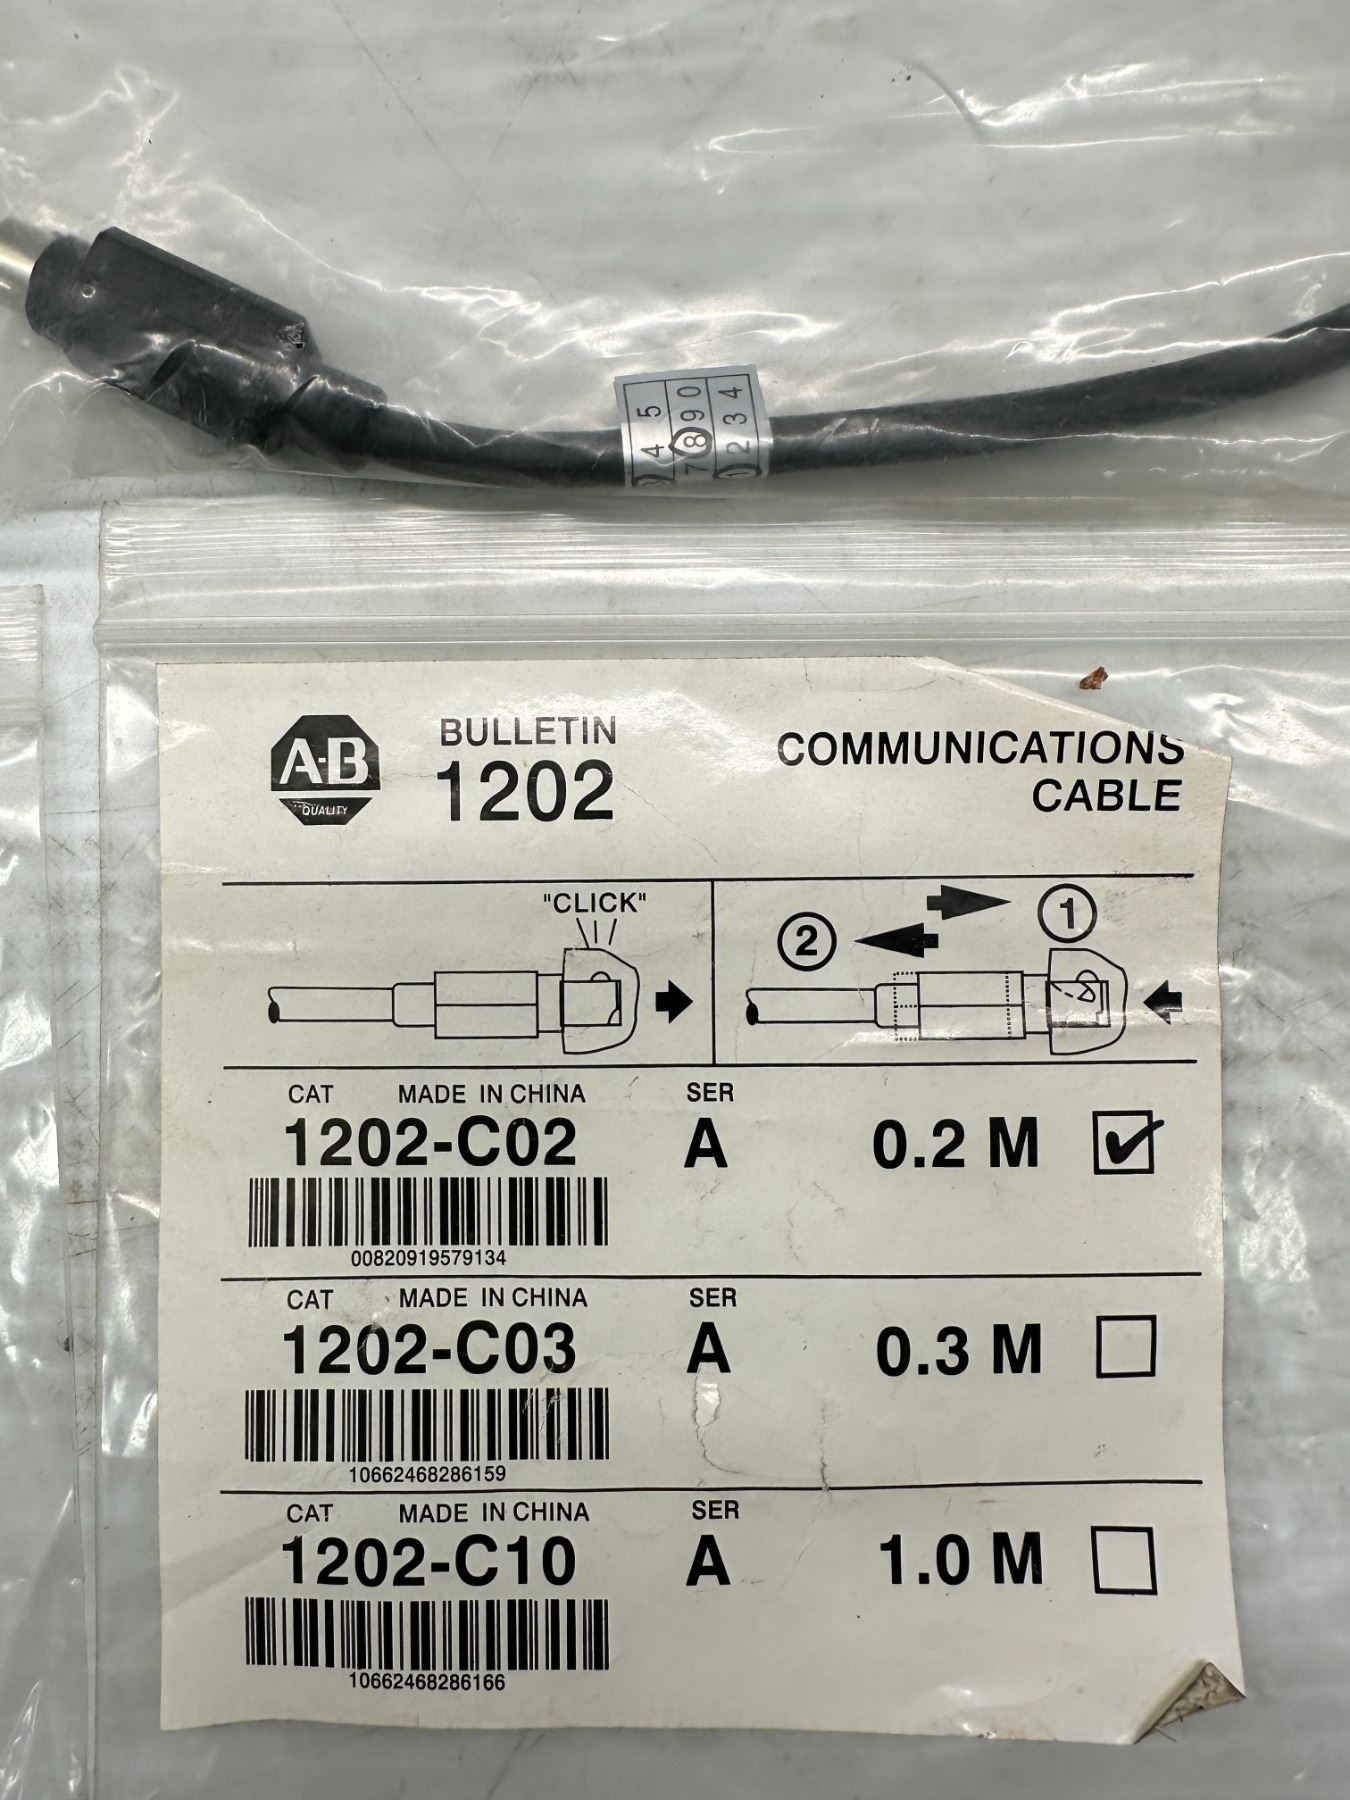 5 0 4
4 9 3
8 2
7
A-B
QUALITY
BULLETIN
1202
COMMUNICATIONS
CABLE
"CLICK"
2 1
CAT MADE IN CHINA SER
1202-C02 A 0.2 M
00820919579134
CAT MADE IN CHINA SER
1202-C03 A 0.3 M
10662468286159
CAT MADE IN CHINA SER
1202-C10 A 1.0 M
10662468286166